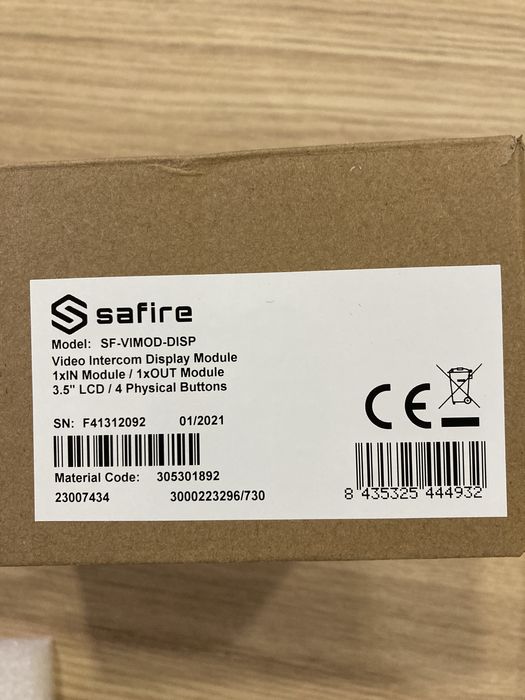 safire
Model: SF-VIMOD-DISP
Video Intercom Display Module
1xIN Module / 1xOUT Module
3.5" LCD / 4 Physical Buttons
SN: F41312092 01/2021
CE
Material Code: 305301892
23007434 3000223296/730
8 435325 444932